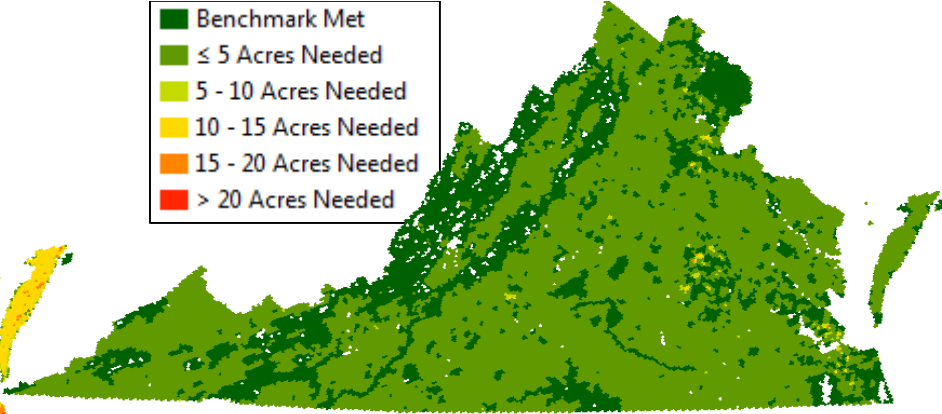 Benchmark Met
≤ 5 Acres Needed
5 - 10 Acres Needed
10 - 15 Acres Needed
15 - 20 Acres Needed
> 20 Acres Needed